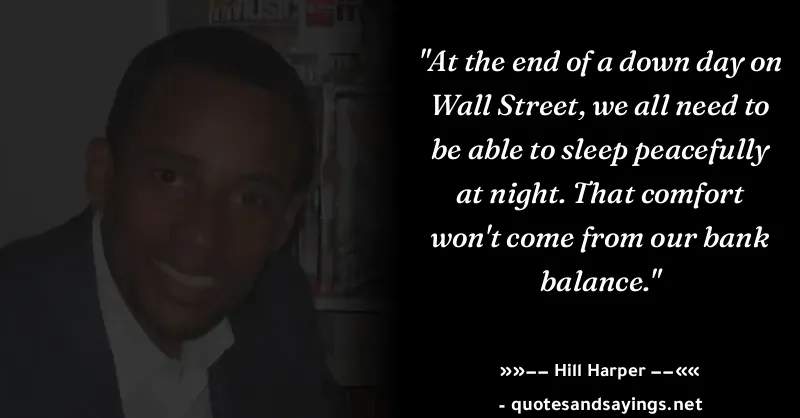 music
"At the end of a down day on
Wall Street, we all need to
be able to sleep peacefully
at night. That comfort
won't come from our bank
balance."
»»−− Hill Harper −−««
- quotesandsayings.net